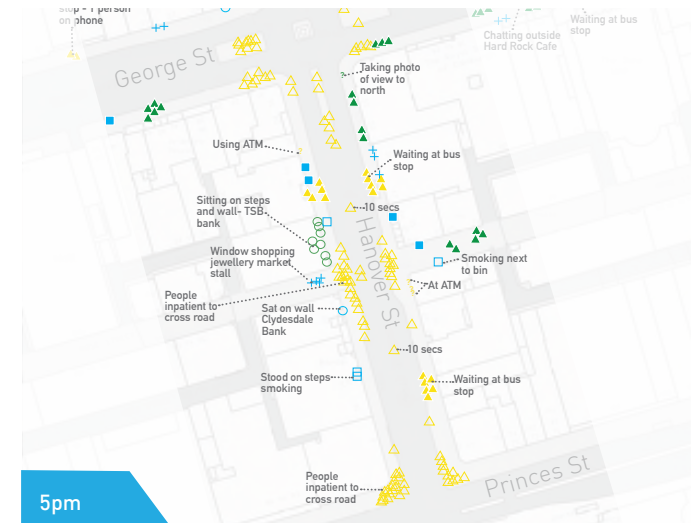 stop - 1 person
on phone
George St
Chatting outside
Hard Rock Cafe
Waiting at bus
stop
Taking photo
of view to
north
Using ATM
Waiting at bus
stop
Sitting on steps
and wall- TSB
bank
10 secs
Hanover St
Window shopping
jewellery market
stall
Smoking next
to bin
People
inpatient to
cross road
At ATM
Sat on wall
Clydesdale
Bank
10 secs
Stood on steps
smoking
Waiting at bus
stop
People
inpatient to
cross road
Princes St
5pm